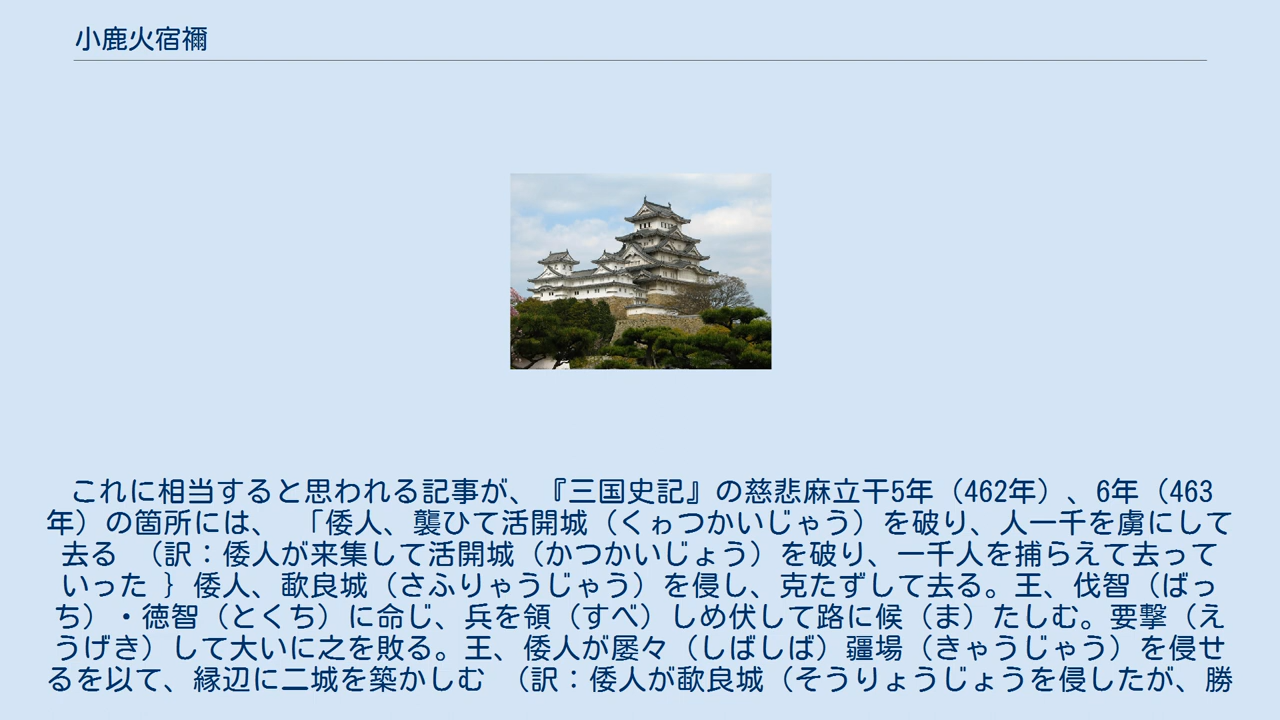 小鹿火宿禰
これに相当すると思われる記事が、『三国史記』の慈悲麻立干5年（462年）、6年（463
年）の箇所には、 「倭人、襲ひて活開城（くゎつかいじゃう）を破り、人一千を虜にして
去る （訳：倭人が来集して活開城（かつかいじょう）を破り、一千人を捕らえて去って
いった ｝倭人、歃良城（さふりゃうじゃう）を侵し、克たずして去る。王、伐智（ばっ
ち）・徳智（とくち）に命じ、兵を領（すべ）しめ伏して路に候（ま）たしむ。要撃（え
うげき）して大いに之を敗る。王、倭人が屡々（しばしば）疆場（きゃうじゃう）を侵せ
るを以て、縁辺に二城を築かしむ （訳：倭人が歃良城（そうりょうじょうを侵したが、勝